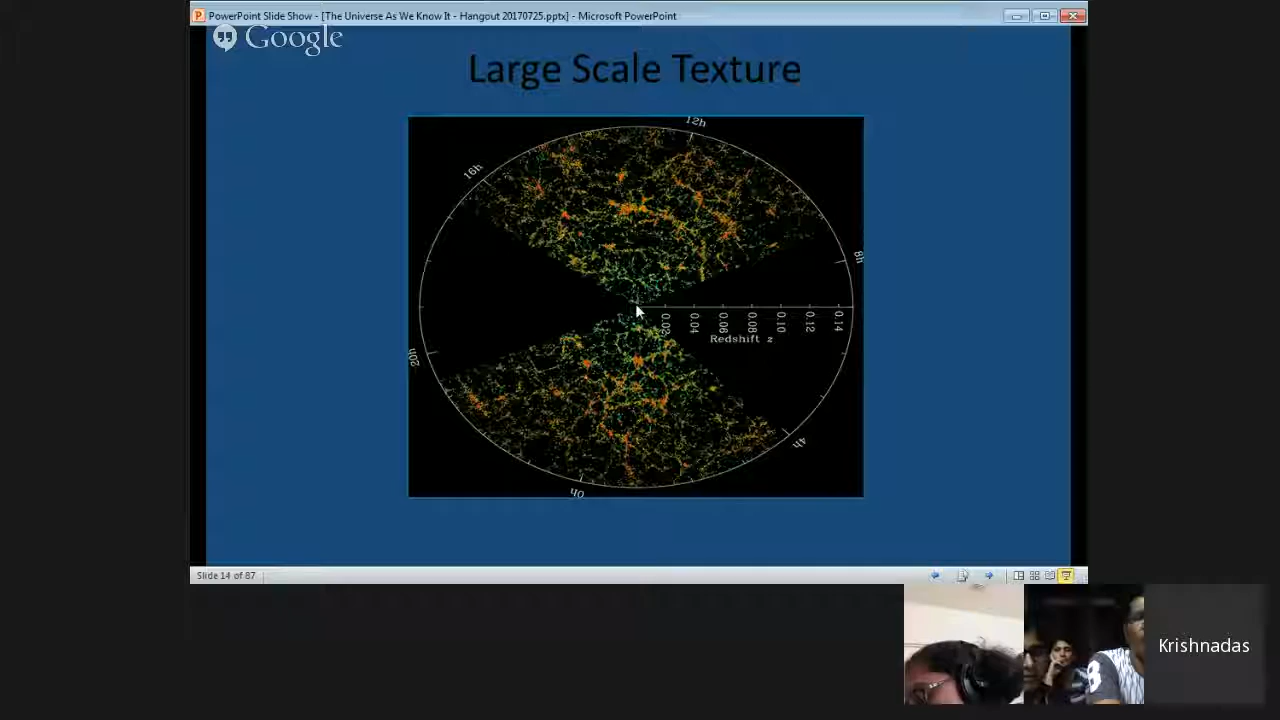 PowerPoint Slide Show - [The Universe As We Know It - Hangout 20170725.pptx] - Microsoft PowerPoint
Google
Large Scale Texture
12h
16h
8h
0.02
0.04
0.06
0.08
0.10
0.12
0.14
Redshift z
20h
4h
0h
Slide 14 of 87
Krishnadas